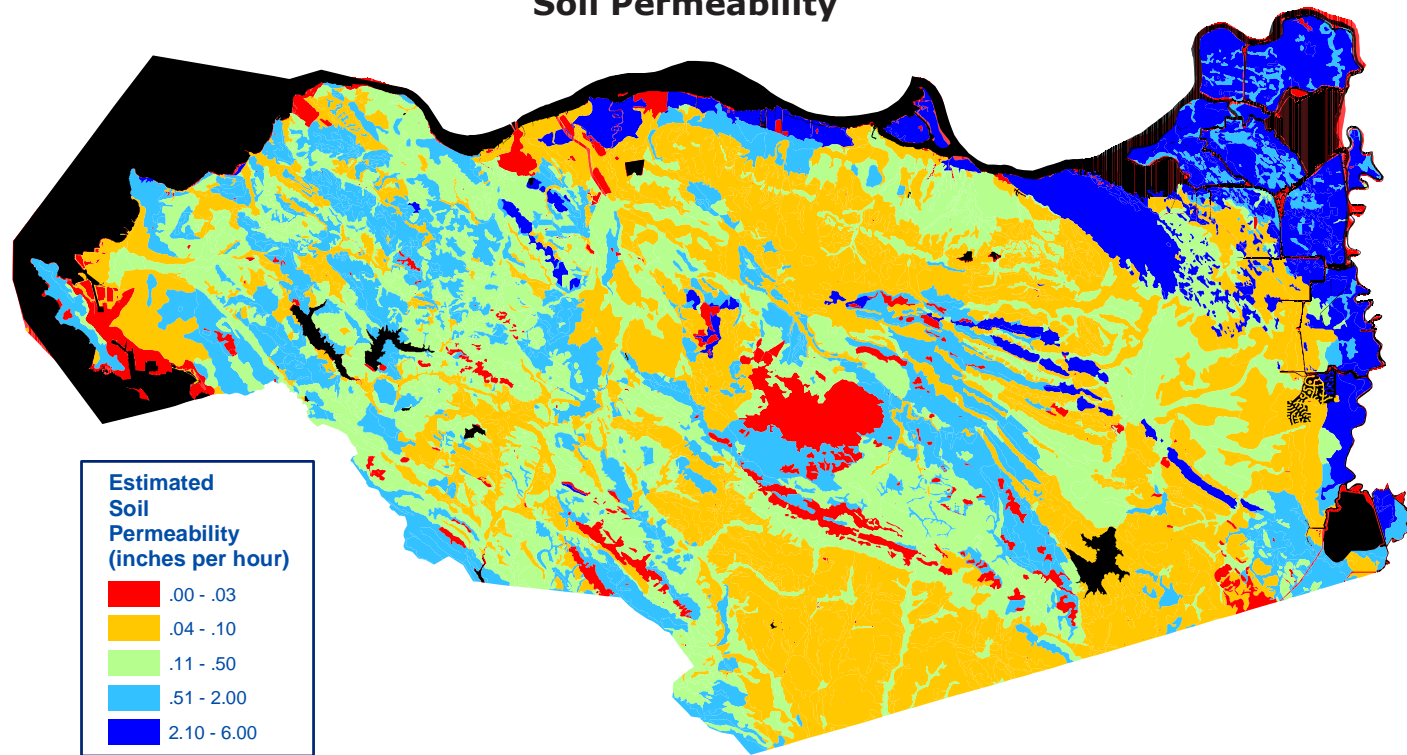 Soil Permeability
Estimated
Soil
Permeability
(inches per hour)
.00 - .03
.04 - .10
.11 - .50
.51 - 2.00
2.10 - 6.00